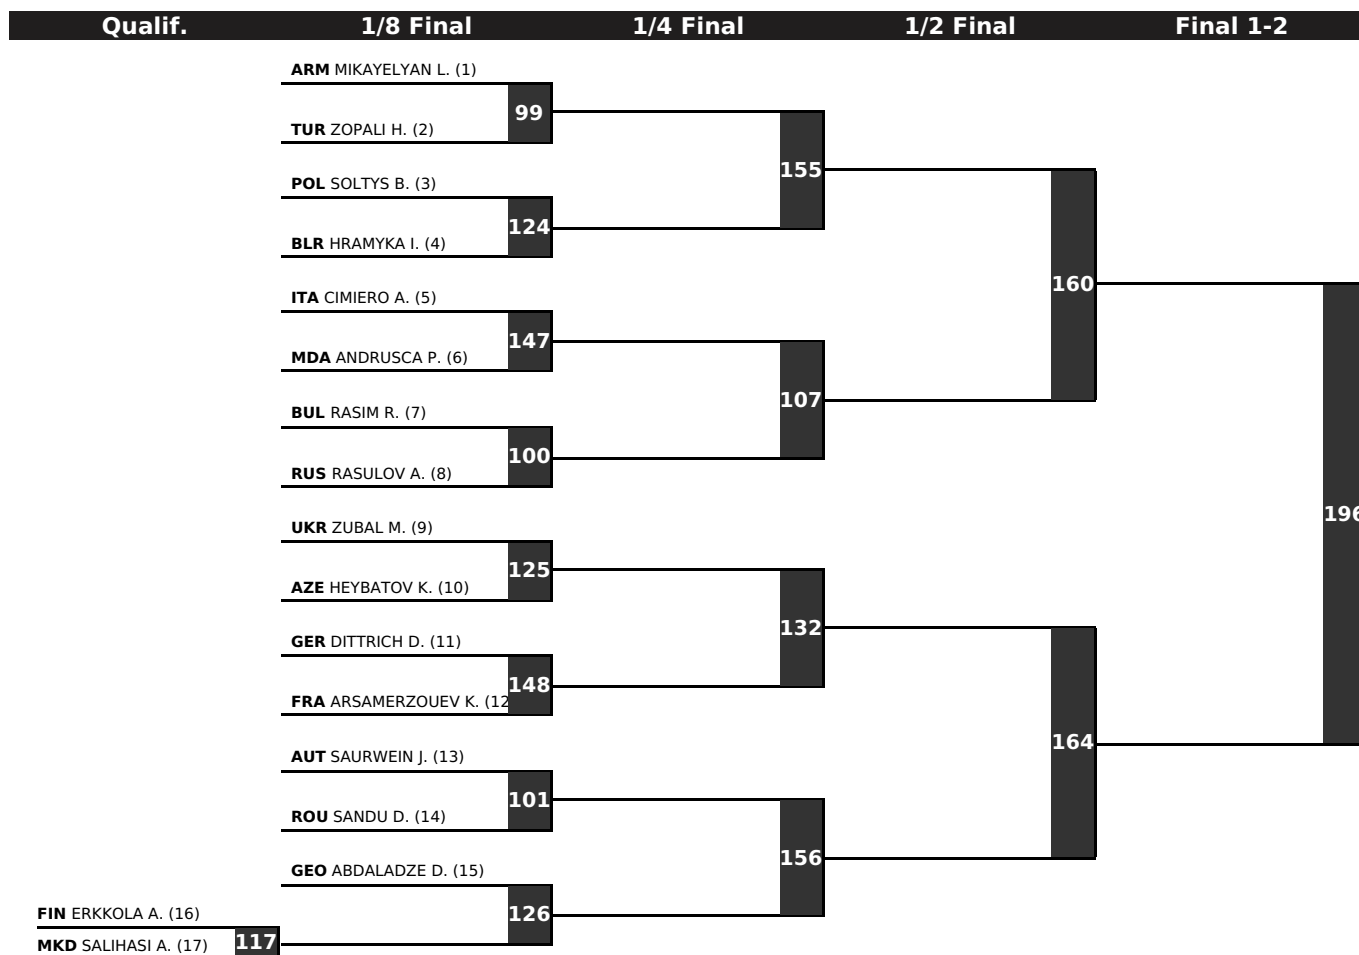 Qualif. 1/8 Final 1/4 Final 1/2 Final Final 1-2
ARM MIKAYELYAN L. (1)
99
TUR ZOPALI H. (2)
155
POL SOLTYS B. (3)
124
BLR HRAMYKA I. (4)
160
ITA CIMIERO A. (5)
147
MDA ANDRUSCA P. (6)
107
BUL RASIM R. (7)
100
RUS RASULOV A. (8)
196
UKR ZUBAL M. (9)
125
AZE HEYBATOV K. (10)
132
GER DITTRICH D. (11)
148
FRA ARSAMERZOUEV K. (12
164
AUT SAURWEIN J. (13)
101
ROU SANDU D. (14)
156
GEO ABDALADZE D. (15)
126
FIN ERKKOLA A. (16)
117
MKD SALIHASI A. (17)